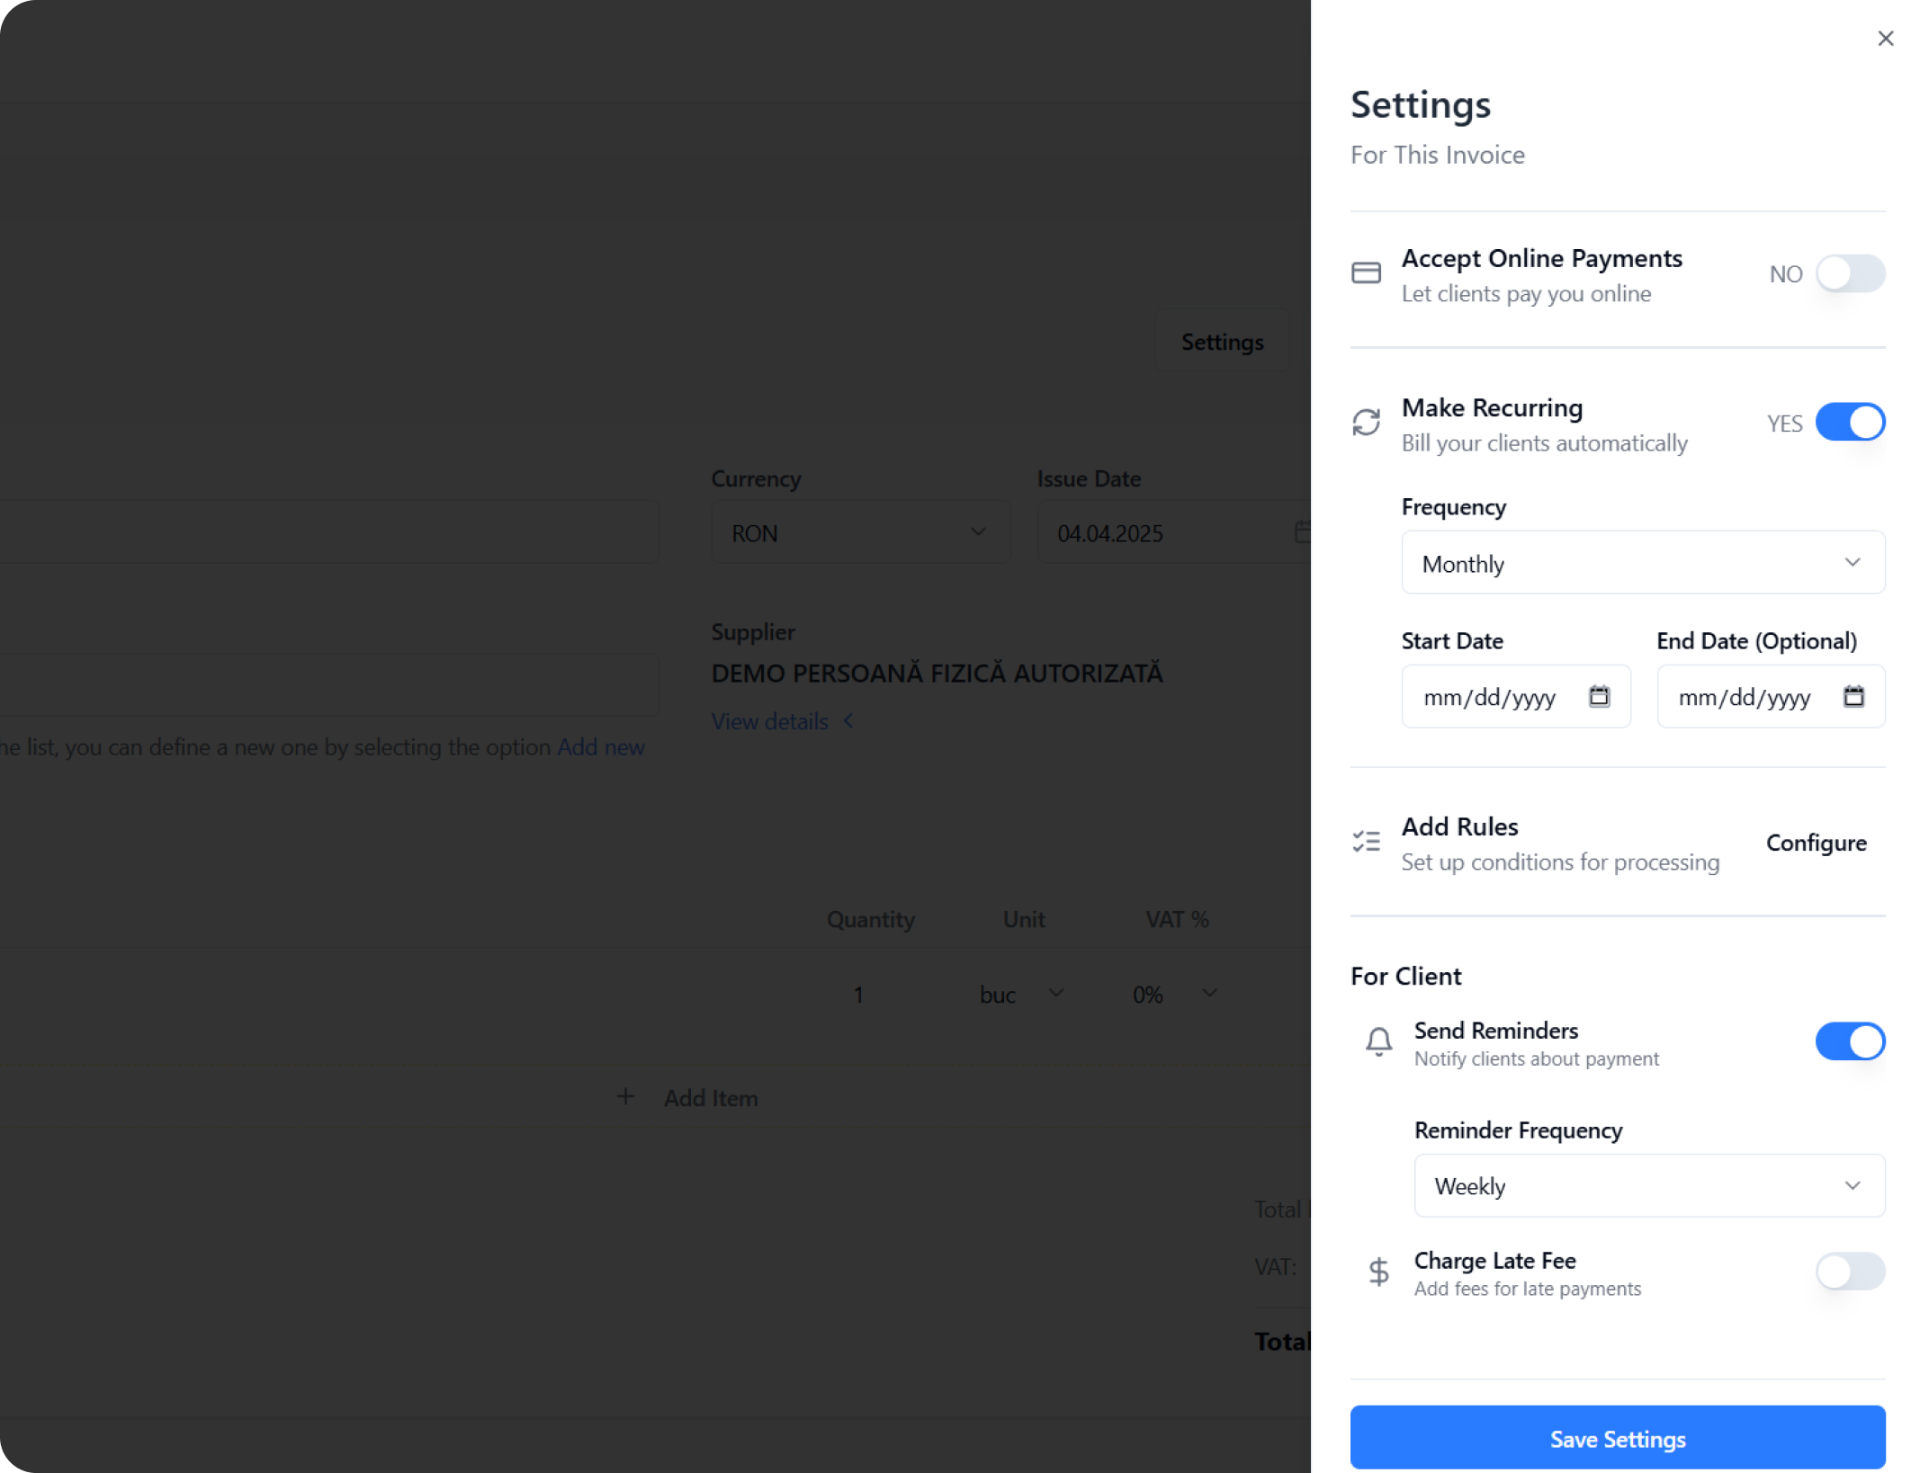 Settings
Currency
Issue Date
RON
04.04.2025
Supplier
DEMO PERSOANĂ FIZICĂ AUTORIZATĂ
View details
he list, you can define a new one by selecting the option Add new
Quantity Unit VAT %
1 buc 0%
+ Add Item
Total
VAT:
Total
Settings
For This Invoice
Accept Online Payments
Let clients pay you online
NO
Make Recurring
Bill your clients automatically
YES
Frequency
Monthly
Start Date
End Date (Optional)
mm/dd/yyyy
mm/dd/yyyy
Add Rules
Set up conditions for processing
Configure
For Client
Send Reminders
Notify clients about payment
Reminder Frequency
Weekly
$
Charge Late Fee
Add fees for late payments
Save Settings